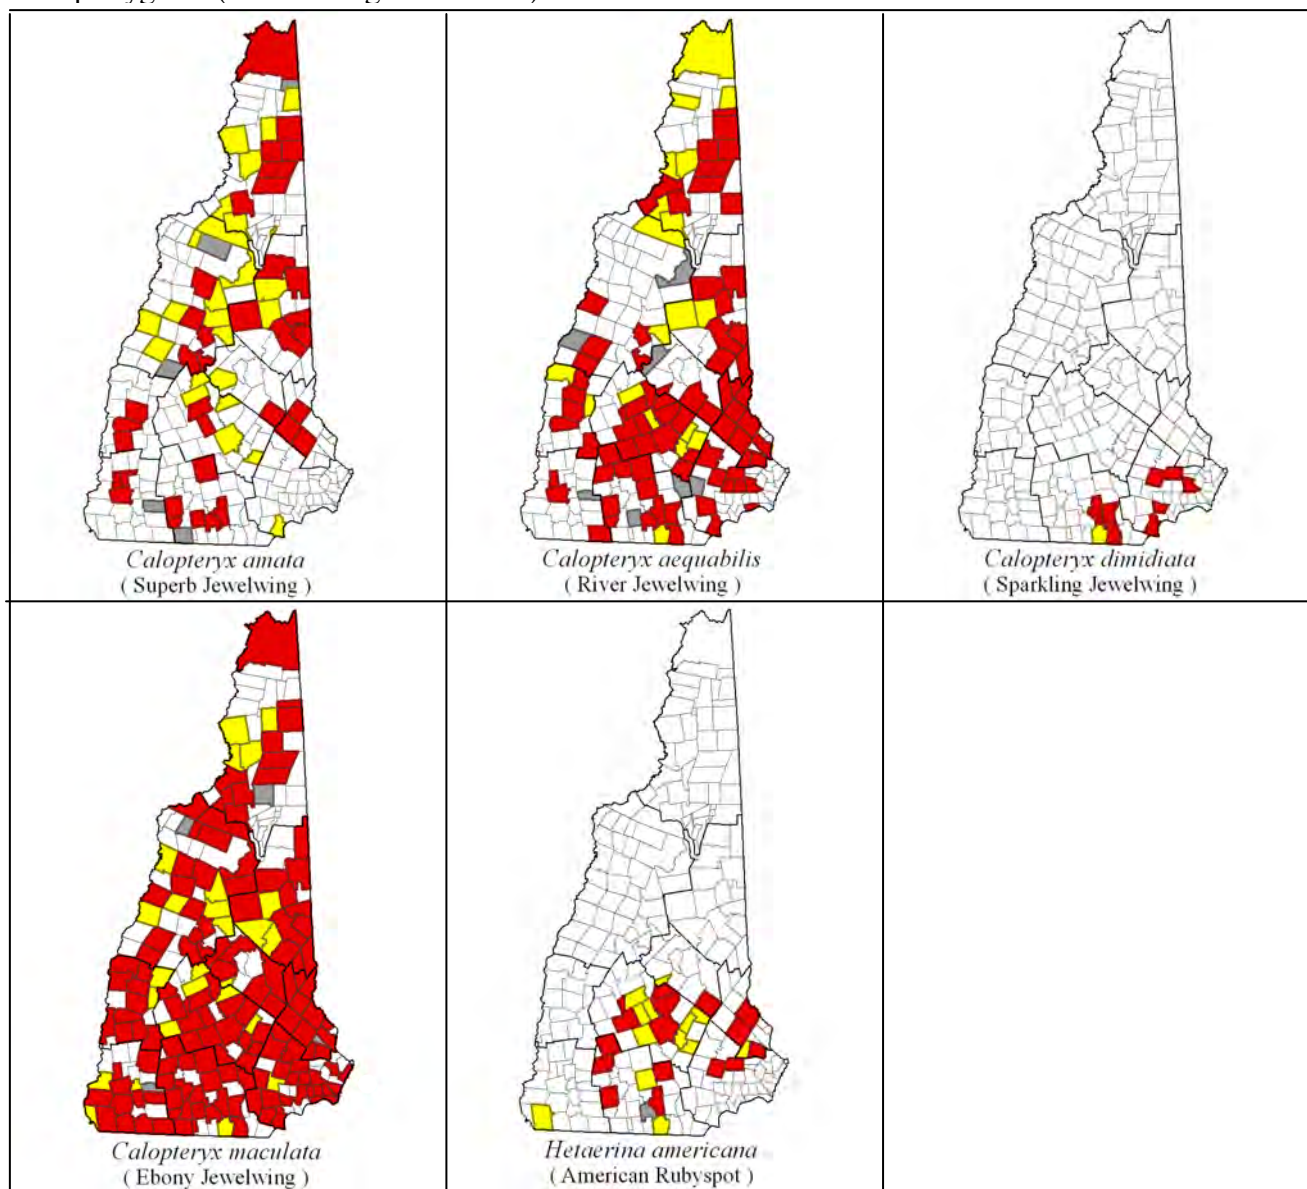 Calopteryx amata
( Superb Jewelwing )
Calopteryx aequabilis
( River Jewelwing )
Calopteryx dimidiata
( Sparkling Jewelwing )
Calopteryx maculata
( Ebony Jewelwing )
Hetaerina americana
( American Rubyspot )